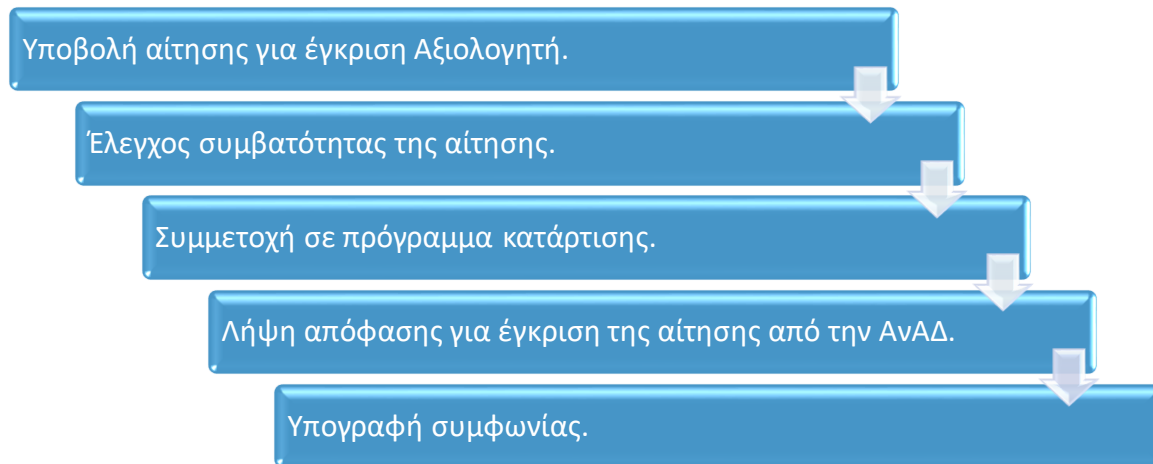 Υποβολή αίτησης για έγκριση Αξιολογητή.
Έλεγχος συμβατότητας της αίτησης.
Συμμετοχή σε πρόγραμμα κατάρτισης.
Λήψη απόφασης για έγκριση της αίτησης από την ΑνΑΔ.
Υπογραφή συμφωνίας.